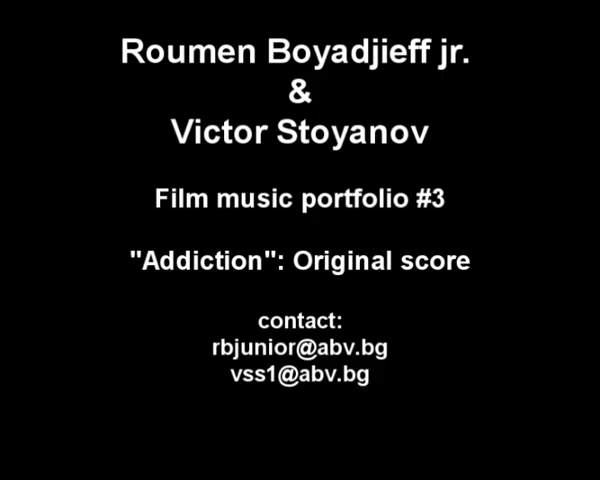 Roumen Boyadjieff jr.
&
Victor Stoyanov
Film music portfolio #3
"Addiction": Original score
contact:
rbjunior@abv.bg
vss1@abv.bg